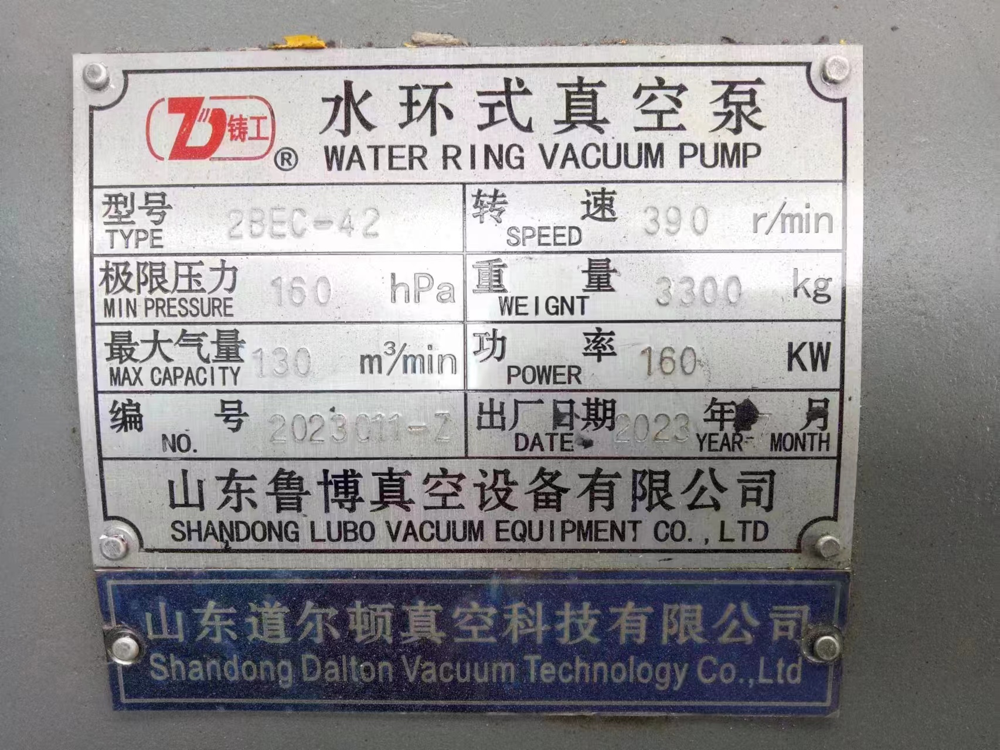 ZD 铸工 ®
水环式真空泵
WATER RING VACUUM PUMP
型号 2BEC-42
TYPE
转速 390 r/min
SPEED
极限压力 160 hPa
MIN PRESSURE
重量 3300 kg
WEIGNT
最大气量 130 m³/min
MAX CAPACITY
功率 160 KW
POWER
编号 2023011-Z
NO.
出厂日期 2023 年 7 月
DATE YEAR MONTH
山东鲁博真空设备有限公司
SHANDONG LUBO VACUUM EQUIPMENT CO.,LTD
山东道尔顿真空科技有限公司
Shandong Dalton Vacuum Technology Co.,Ltd